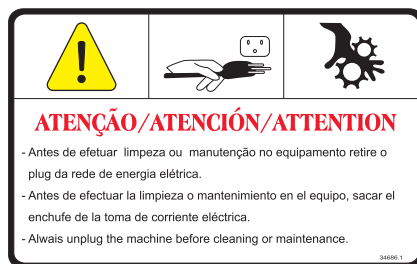 ATENÇÃO/ATENCIÓN/ATTENTION
- Antes de efetuar limpeza ou manutenção no equipamento retire o
plug da rede de energia elétrica.
- Antes de efectuar la limpieza o mantenimiento en el equipo, sacar el
enchufe de la toma de corriente eléctrica.
- Alwais unplug the machine before cleaning or maintenance.
34686.1